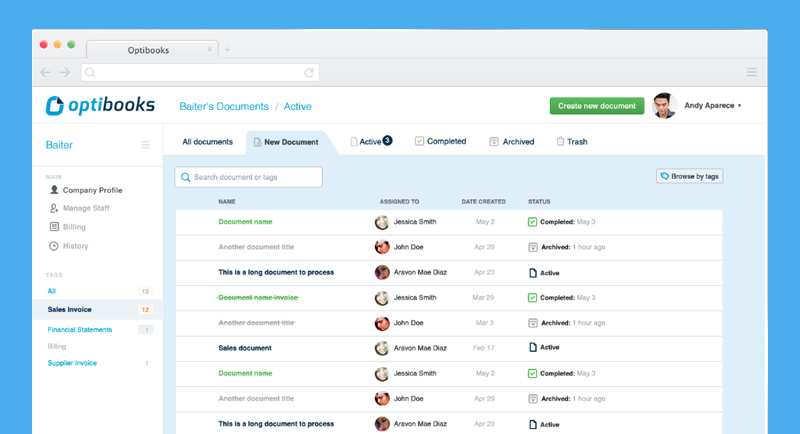 Optibooks
optibooks
Baiter's Documents / Active
Create new document
Andy Aparece
Baiter
All documents
New Document
Active 3
Completed
Archived
Trash
MAIN
Company Profile
Manage Staff
Billing
History
TAGS
All 12
Sales Invoice 12
Financial Statements 1
Billing
Supplier Invoice 1
Search document or tags
Browse by tags
NAME ASSIGNED TO DATE CREATED STATUS
Document name Jessica Smith May 2 Completed: May 3
Another document title John Doe Apr 29 Archived: 1 hour ago
This is a long document to process Aravon Mae Diaz Apr 23 Active
Document name invoice Jessica Smith Mar 29 Completed: May 3
Another document title John Doe Mar 3 Archived: 1 hour ago
Sales document Aravon Mae Diaz Feb 17 Active
Document name Jessica Smith May 2 Completed: May 3
Another document title John Doe Apr 29 Archived: 1 hour ago
This is a long document to process Aravon Mae Diaz Apr 23 Active